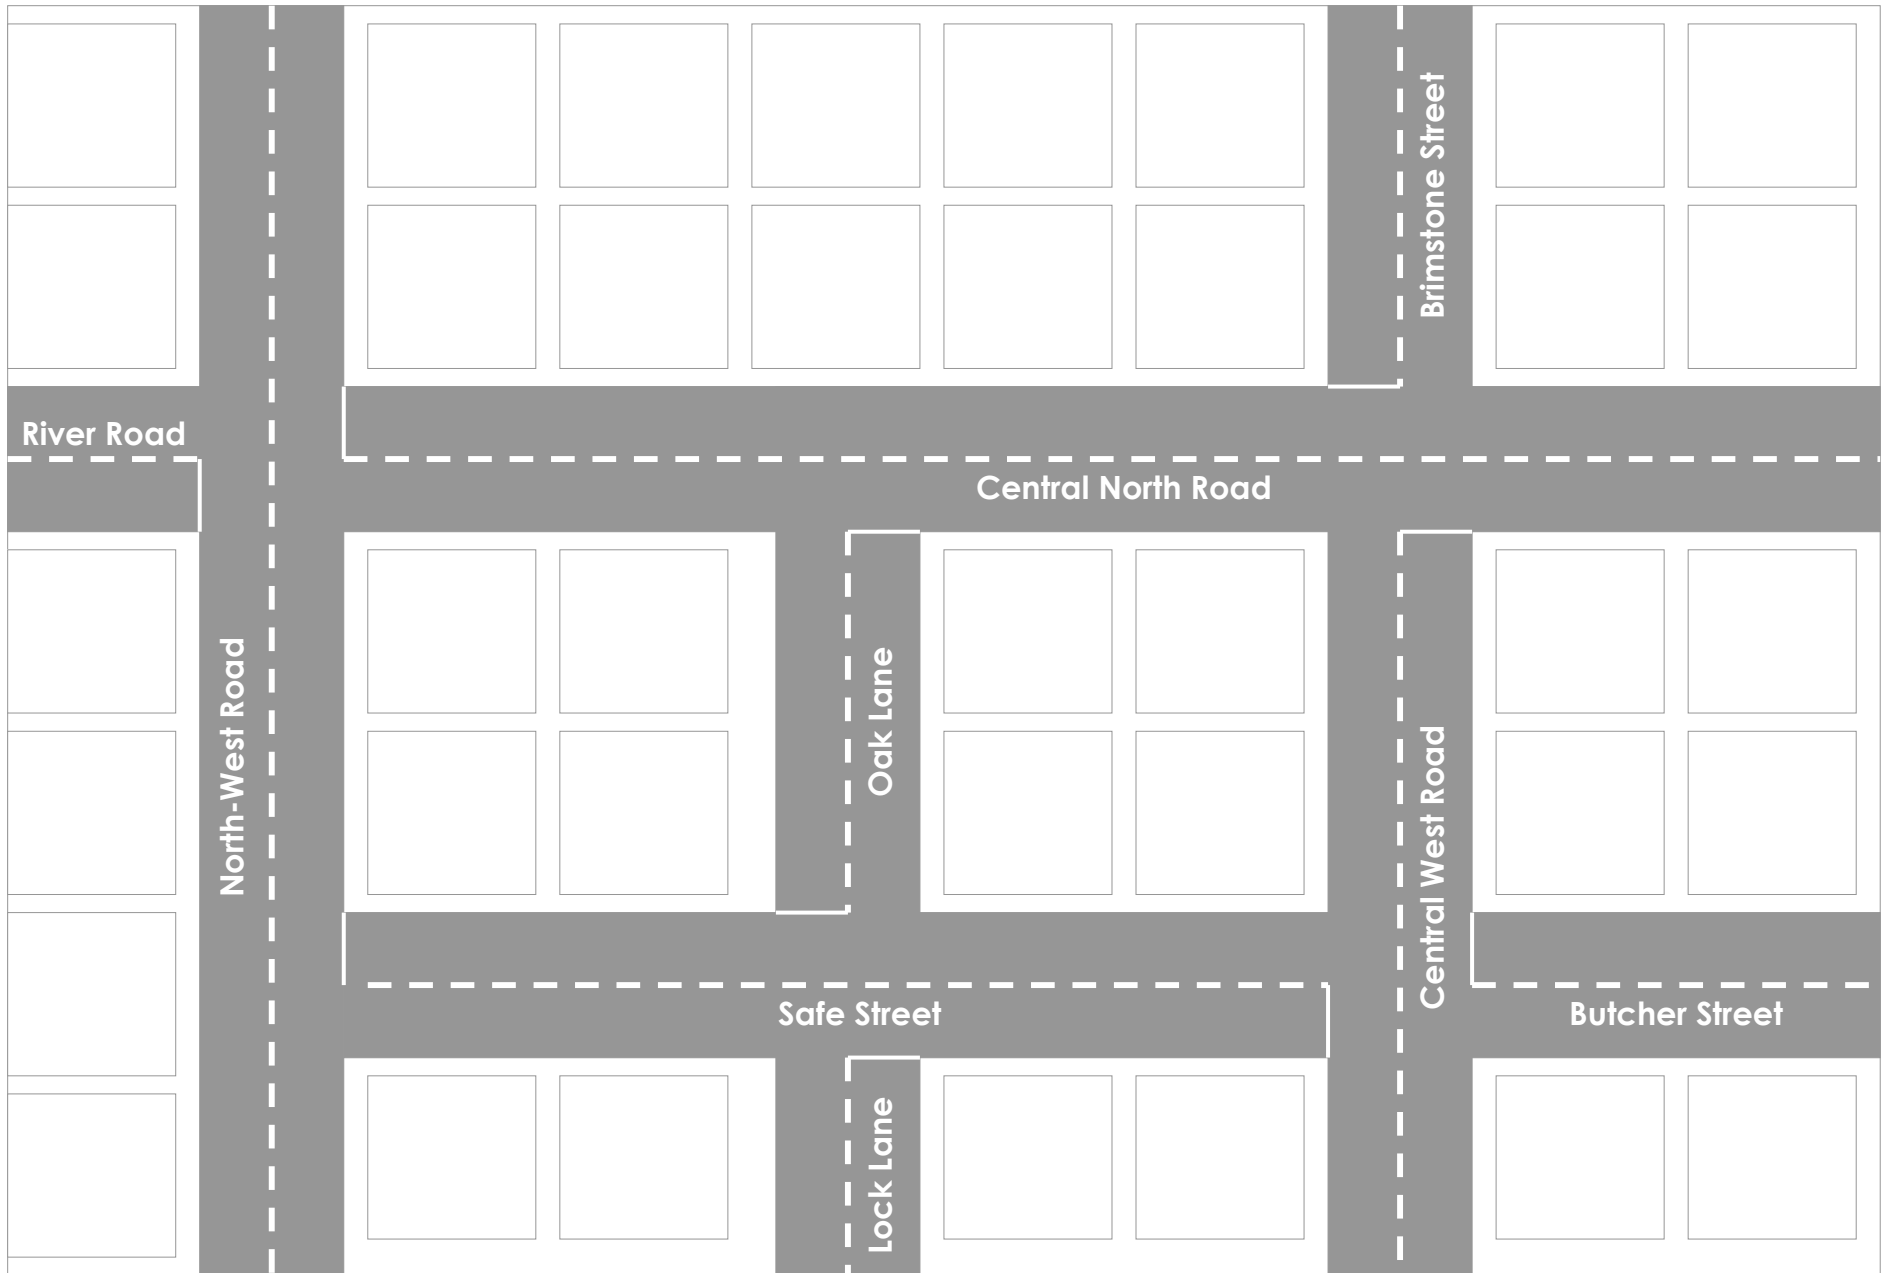 Brimstone Street
River Road
Central North Road
North-West Road
Oak Lane
Central West Road
Safe Street
Butcher Street
Lock Lane